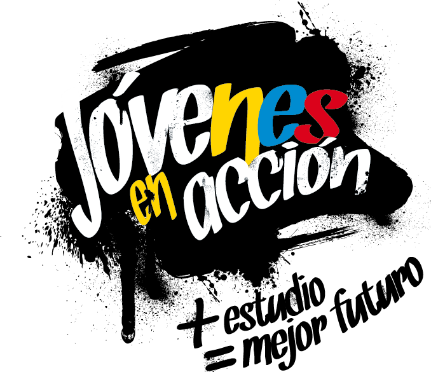 Jóvenes
en acción
+ estudio
= mejor futuro